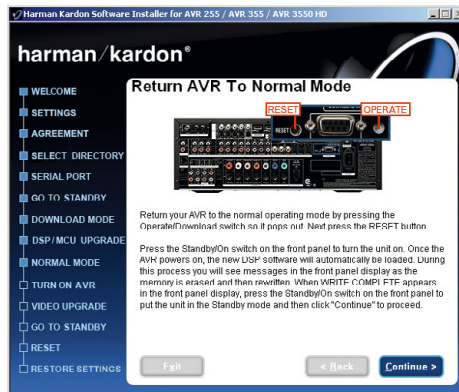 Harman Kardon Software Installer for AVR 255 / AVR 355 / AVR 3550 HD
harman/kardon®
WELCOME
SETTINGS
AGREEMENT
SELECT DIRECTORY
SERIAL PORT
GO TO STANDBY
DOWNLOAD MODE
DSP/MCU UPGRADE
NORMAL MODE
TURN ON AVR
VIDEO UPGRADE
GO TO STANDBY
RESET
RESTORE SETTINGS
Return AVR To Normal Mode
RESET
OPERATE
RESET
Return your AVR to the normal operating mode by pressing the
Operate/Download switch so it pops out. Next press the RESET button
Press the Standby/On switch on the front panel to turn the unit on. Once the
AVR powers on, the new DSP software will automatically be loaded. During
this process you will see messages in the front panel display as the
memory is erased and then rewritten. When WRITE COMPLETE appears
in the front panel display, press the Standby/On switch on the front panel to
put the unit in the Standby mode and then click "Continue" to proceed.
Exit
< Back
Continue >